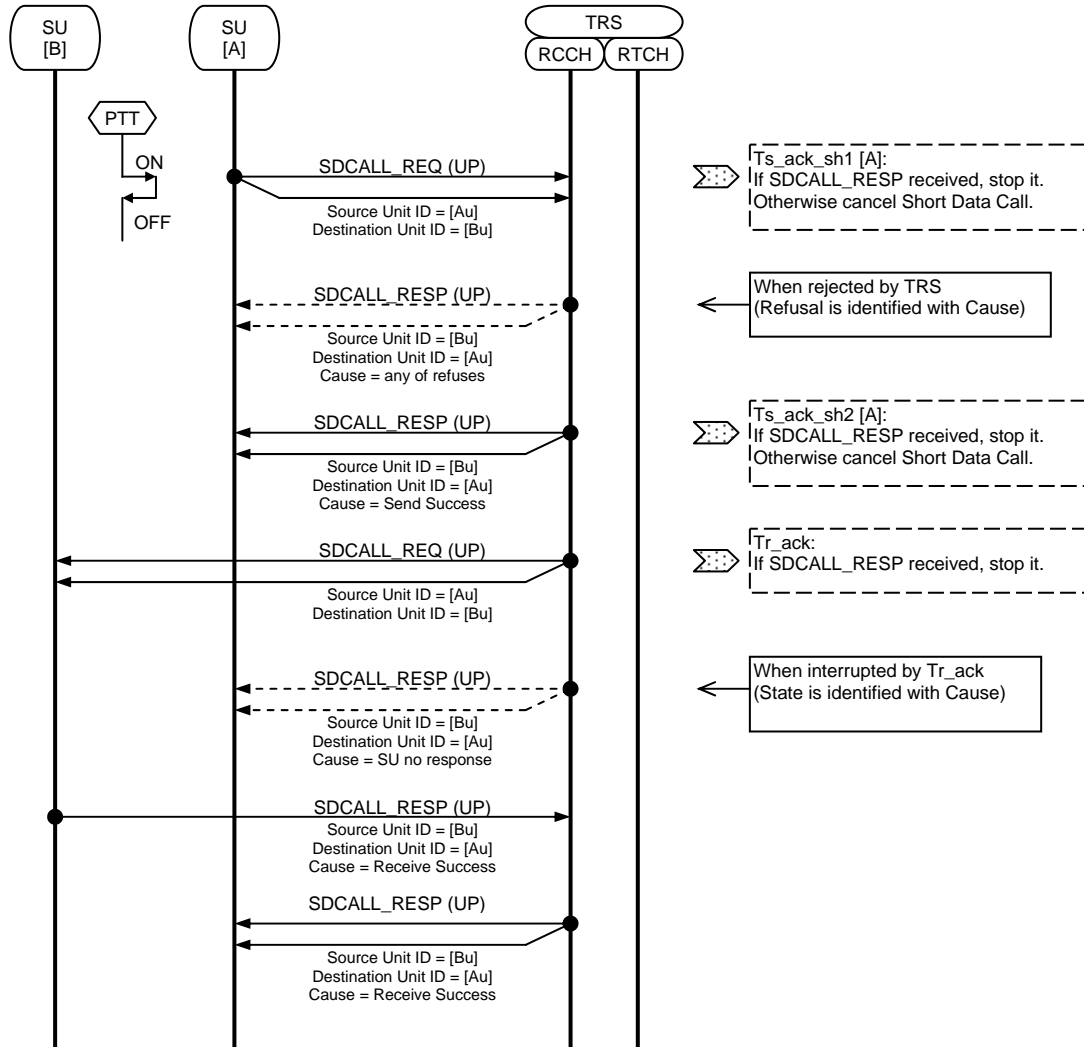 SU
[B]
SU
[A]
TRS
RCCH
RTCH
PTT
ON
OFF
SDCALL_REQ (UP)
Source Unit ID = [Au]
Destination Unit ID = [Bu]
Ts_ack_sh1 [A]:
If SDCALL_RESP received, stop it.
Otherwise cancel Short Data Call.
SDCALL_RESP (UP)
Source Unit ID = [Bu]
Destination Unit ID = [Au]
Cause = any of refuses
When rejected by TRS
(Refusal is identified with Cause)
SDCALL_RESP (UP)
Source Unit ID = [Bu]
Destination Unit ID = [Au]
Cause = Send Success
Ts_ack_sh2 [A]:
If SDCALL_RESP received, stop it.
Otherwise cancel Short Data Call.
SDCALL_REQ (UP)
Source Unit ID = [Au]
Destination Unit ID = [Bu]
Tr_ack:
If SDCALL_RESP received, stop it.
SDCALL_RESP (UP)
Source Unit ID = [Bu]
Destination Unit ID = [Au]
Cause = SU no response
When interrupted by Tr_ack
(State is identified with Cause)
SDCALL_RESP (UP)
Source Unit ID = [Bu]
Destination Unit ID = [Au]
Cause = Receive Success
SDCALL_RESP (UP)
Source Unit ID = [Bu]
Destination Unit ID = [Au]
Cause = Receive Success